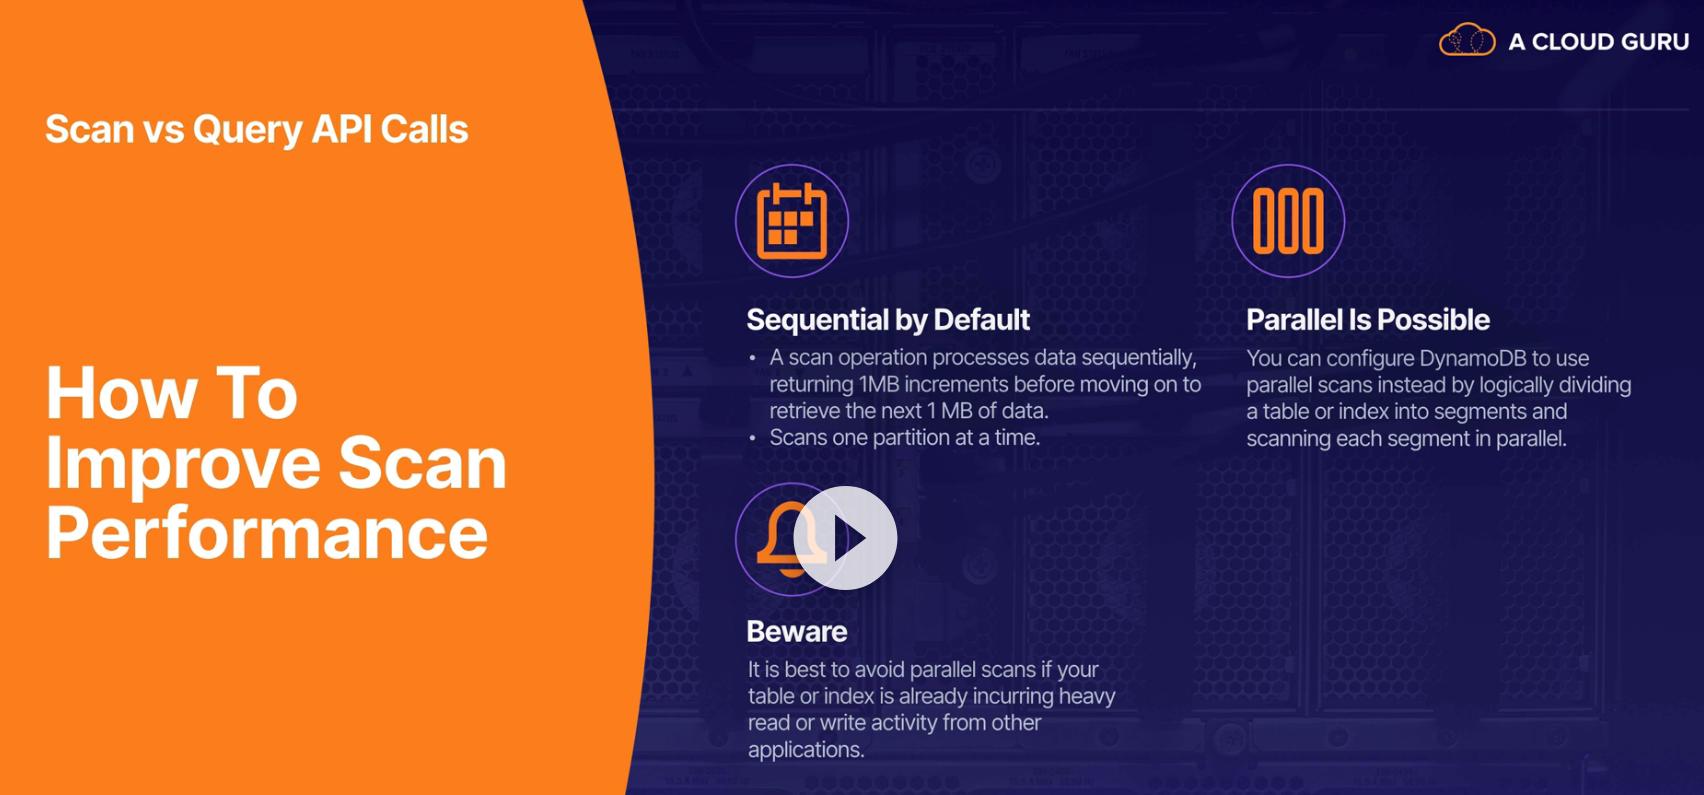 A CLOUD GURU
Scan vs Query API Calls
How To
Improve Scan
Performance
Sequential by Default
• A scan operation processes data sequentially,
returning 1MB increments before moving on to
retrieve the next 1 MB of data.
• Scans one partition at a time.
Parallel Is Possible
You can configure DynamoDB to use
parallel scans instead by logically dividing
a table or index into segments and
scanning each segment in parallel.
Beware
It is best to avoid parallel scans if your
table or index is already incurring heavy
read or write activity from other
applications.